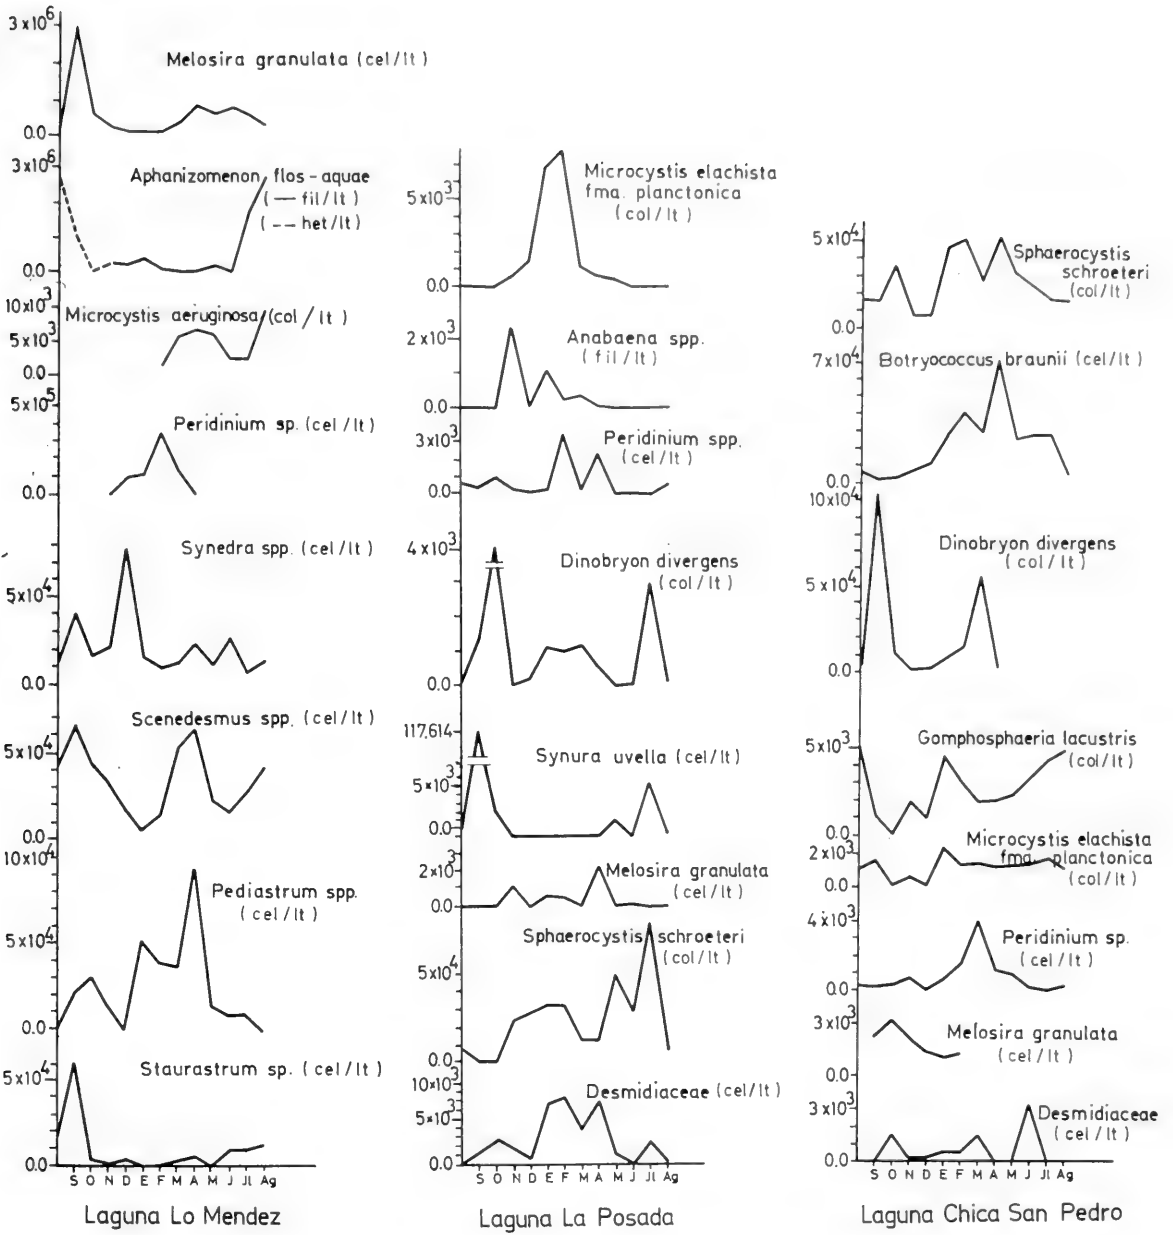 3x10⁶
Melosira granulata (cel/lt)
0.0
3x10⁶
Aphanizomenon flos-aquae
(— fil/lt)
(-- het/lt)
0.0
10x10³
Microcystis aeruginosa (col/lt)
5x10³
0.0
5x10⁵
Peridinium sp. (cel/lt)
0.0
Synedra spp. (cel/lt)
5x10⁴
0.0
Scenedesmus spp. (cel/lt)
5x10⁴
0.0
10x10⁴
Pediastrum spp.
(cel/lt)
5x10⁴
0.0
Staurastrum sp. (cel/lt)
5x10⁴
0.0
S O N D E F M A M J Jl Ag
Laguna Lo Mendez
Microcystis elachista
fma. planctonica
(col/lt)
5x10³
0.0
Anabaena spp.
(fil/lt)
2x10³
0.0
Peridinium spp.
(cel/lt)
3x10³
0.0
4x10³
Dinobryon divergens
(col/lt)
0.0
117.614
Synura uvella (cel/lt)
5x10³
0.0
2x10³
Melosira granulata
(cel/lt)
0.0
Sphaerocystis schroeteri
(col/lt)
5x10⁴
0.0
10x10³
Desmidiaceae (cel/lt)
5x10³
0.0
S O N D E F M A M J Jl Ag
Laguna La Posada
5x10⁴
Sphaerocystis
schroeteri
(col/lt)
0.0
7x10⁴
Botryococcus braunii (cel/lt)
0.0
10x10⁴
Dinobryon divergens
(col/lt)
5x10⁴
0.0
5x10³
Gomphosphaeria lacustris
(col/lt)
0.0
Microcystis elachista
fma. planctonica
(col/lt)
2x10³
0.0
4x10³
Peridinium sp.
(cel/lt)
0.0
3x10³
Melosira granulata
(cel/lt)
0.0
3x10³
Desmidiaceae
(cel/lt)
0.0
S O N D E F M A M J Jl Ag
Laguna Chica San Pedro